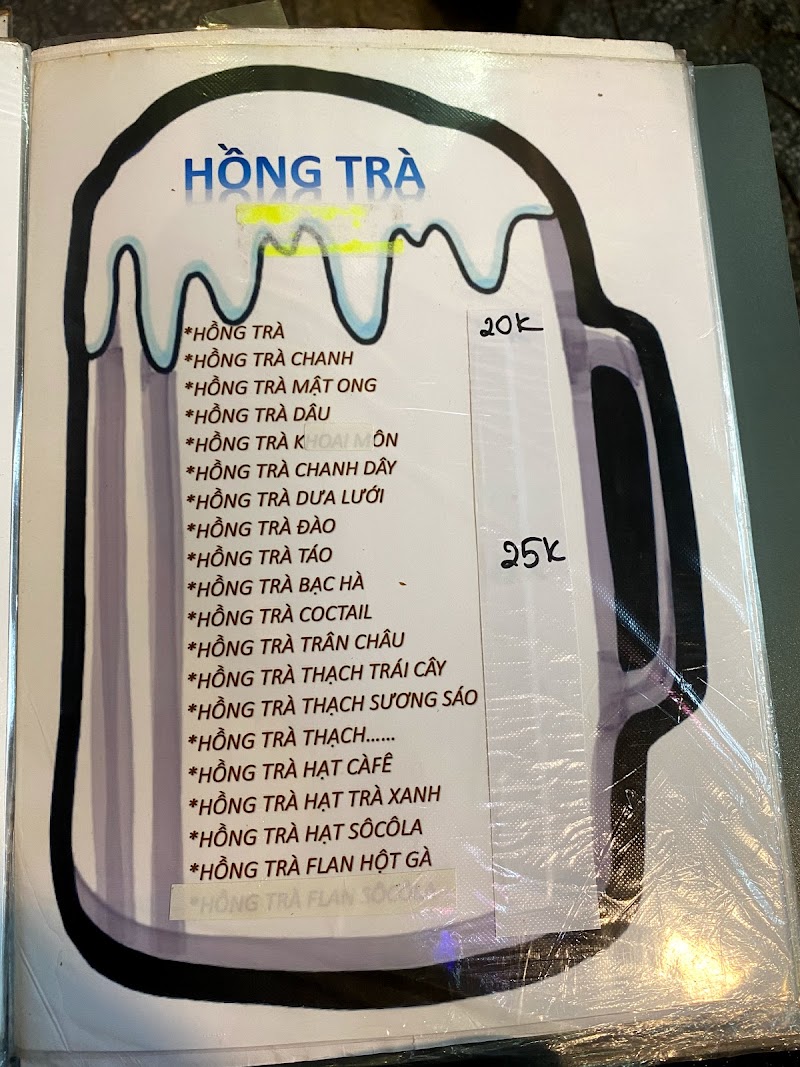 HỒNG TRÀ
*HỒNG TRÀ 20K
*HỒNG TRÀ CHANH
*HỒNG TRÀ MẬT ONG
*HỒNG TRÀ DÂU
*HỒNG TRÀ KHOAI MÔN
*HỒNG TRÀ CHANH DÂY
*HỒNG TRÀ DƯA LƯỚI
*HỒNG TRÀ ĐÀO
*HỒNG TRÀ TÁO 25K
*HỒNG TRÀ BẠC HÀ
*HỒNG TRÀ COCTAIL
*HỒNG TRÀ TRÂN CHÂU
*HỒNG TRÀ THẠCH TRÁI CÂY
*HỒNG TRÀ THẠCH SƯƠNG SÁO
*HỒNG TRÀ THẠCH......
*HỒNG TRÀ HẠT CÀFÊ
*HỒNG TRÀ HẠT TRÀ XANH
*HỒNG TRÀ HẠT SÔCÔLA
*HỒNG TRÀ FLAN HỘT GÀ
*HỒNG TRÀ FLAN SÔCÔLA